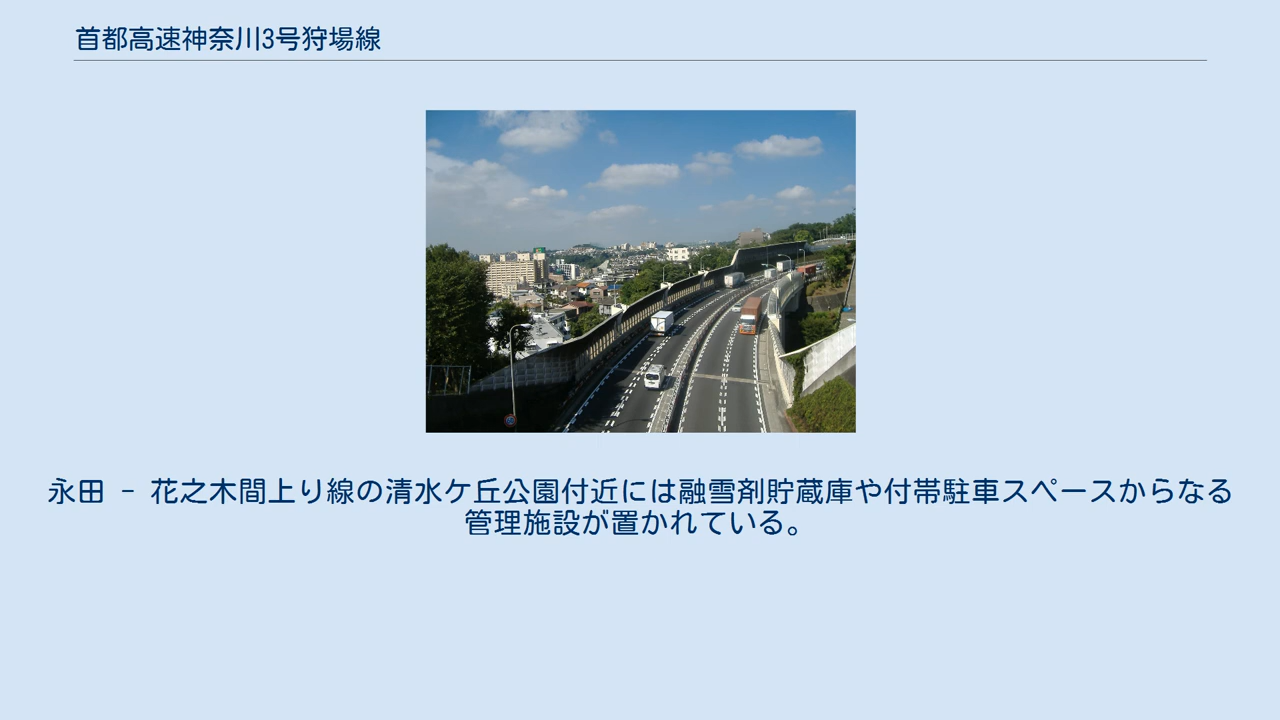 首都高速神奈川3号狩場線
永田 - 花之木間上り線の清水ケ丘公園付近には融雪剤貯蔵庫や付帯駐車スペースからなる
管理施設が置かれている。